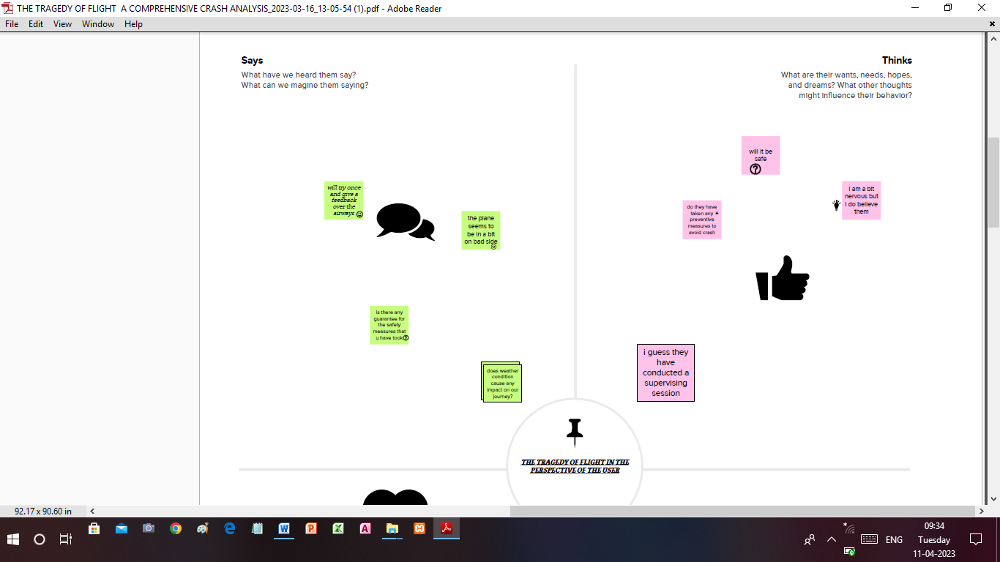 THE TRAGEDY OF FLIGHT  A COMPREHENSIVE CRASH ANALYSIS_2023-03-16_13-05-54 (1).pdf - Adobe Reader
File Edit View Window Help
Says
What have we heard them say?
What can we magine them saying?
Thinks
What are their wants, needs, hopes,
and dreams? What other thoughts
might influence their behavior?
will try once
and give a
feedback
over the
airways
the plane
seems to
be in a bit
on bad side
is there any
guarantee for
the safety
measures that
u have took
does weather
condition
cause any
impact on our
journey?
will it be
safe
I am a bit
nervous but
I do believe
them
do they have
taken any
preventive
measures to
avoid crash
i guess they
have
conducted a
supervising
session
THE TRAGEDY OF FLIGHT IN THE
PERSPECTIVE OF THE USER
92.17 x 90.60 in
ENG
09:34
Tuesday
11-04-2023